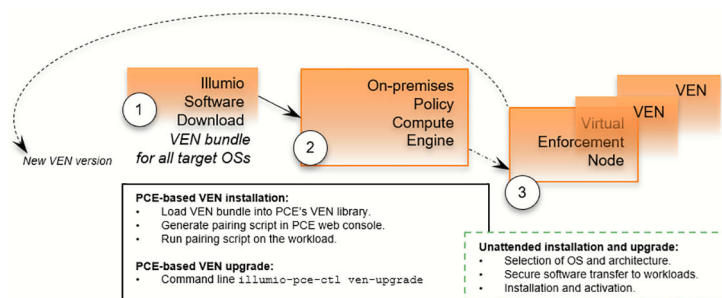 Illumio
Software
Download
VEN bundle
for all target OSs
1
On-premises
Policy
Compute
Engine
2
VEN
VEN
Virtual
Enforcement
Node
3
New VEN version
PCE-based VEN installation:
• Load VEN bundle into PCE's VEN library.
• Generate pairing script in PCE web console.
• Run pairing script on the workload.
PCE-based VEN upgrade:
• Command line illumio-pce-ctl ven-upgrade
Unattended installation and upgrade:
• Selection of OS and architecture.
• Secure software transfer to workloads.
• Installation and activation.